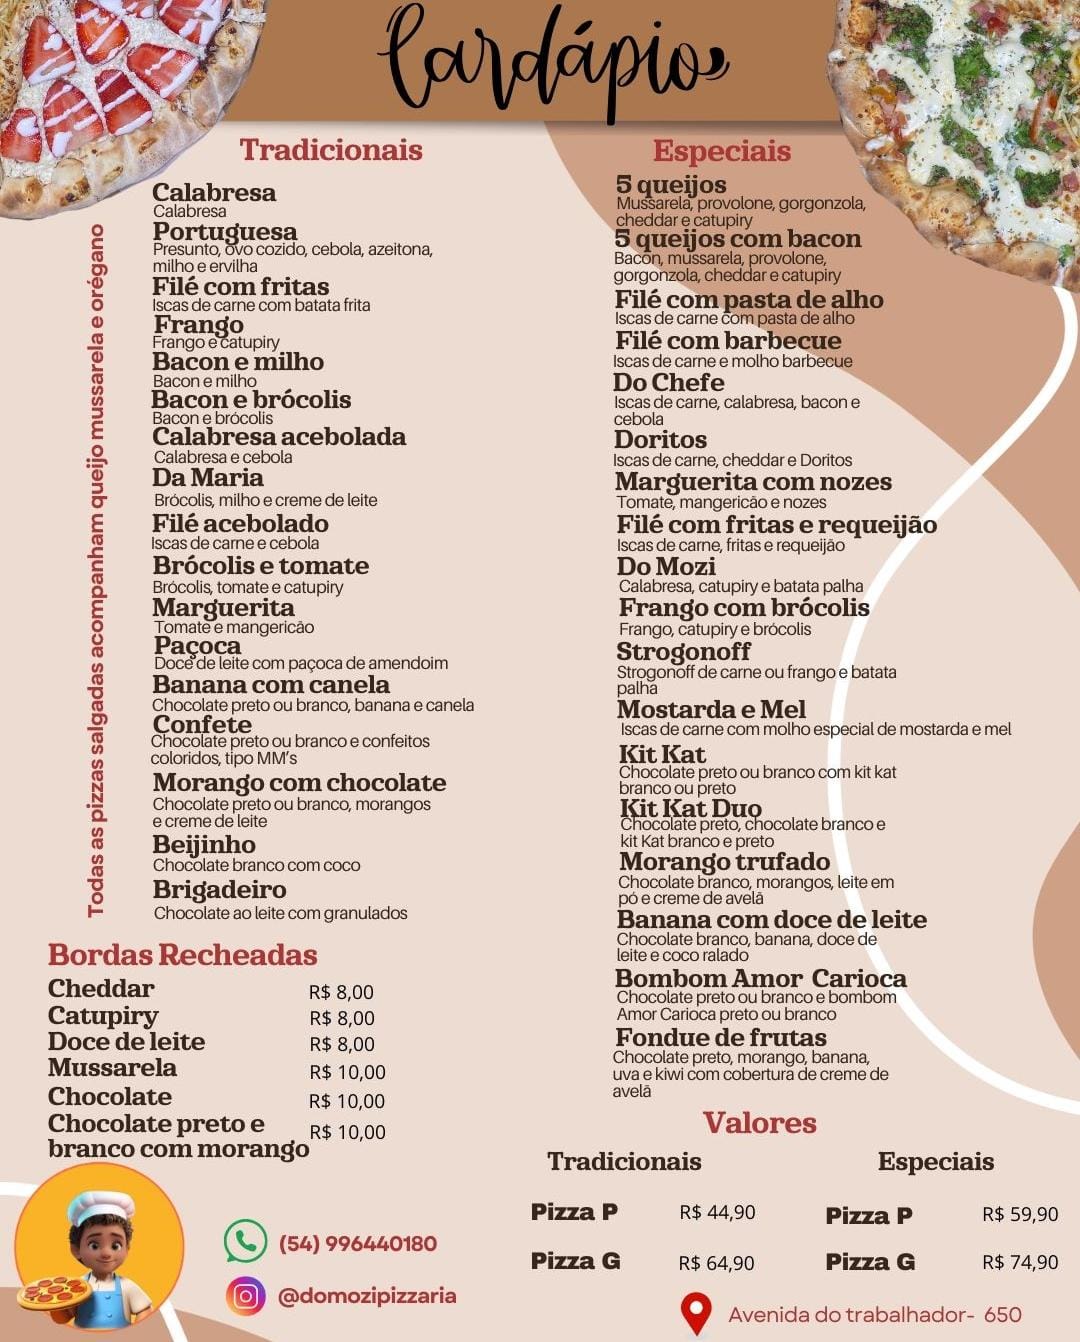 Cardápio
Tradicionais
Calabresa
Calabresa
Portuguesa
Presunto, ovo cozido, cebola, azeitona,
milho e ervilha
Filé com fritas
Iscas de carne com batata frita
Frango
Frango e catupiry
Bacon e milho
Bacon e milho
Bacon e brócolis
Bacon e brócolis
Calabresa acebolada
Calabresa e cebola
Da Maria
Brócolis, milho e creme de leite
Filé acebolado
Iscas de carne e cebola
Brócolis e tomate
Brócolis, tomate e catupiry
Marguerita
Tomate e mangericão
Paçoca
Doce de leite com paçoca de amendoim
Banana com canela
Chocolate preto ou branco, banana e canela
Confete
Chocolate preto ou branco e confeitos
coloridos, tipo MM's
Morango com chocolate
Chocolate preto ou branco, morangos
e creme de leite
Beijinho
Chocolate branco com coco
Brigadeiro
Chocolate ao leite com granulados
Todas as pizzas salgadas acompanham queijo mussarela e orégano
Especiais
5 queijos
Mussarela, provolone, gorgonzola,
cheddar e catupiry
5 queijos com bacon
Bacon, mussarela, provolone,
gorgonzola, cheddar e catupiry
Filé com pasta de alho
Iscas de carne com pasta de alho
Filé com barbecue
Iscas de carne e molho barbecue
Do Chefe
Iscas de carne, calabresa, bacon e
cebola
Doritos
Iscas de carne, cheddar e Doritos
Marguerita com nozes
Tomate, mangericão e nozes
Filé com fritas e requeijão
Iscas de carne, fritas e requeijão
Do Mozi
Calabresa, catupiry e batata palha
Frango com brócolis
Frango, catupiry e brócolis
Strogonoff
Strogonoff de carne ou frango e batata
palha
Mostarda e Mel
Iscas de carne com molho especial de mostarda e mel
Kit Kat
Chocolate preto ou branco com kit kat
branco ou preto
Kit Kat Duo
Chocolate preto, chocolate branco e
kit Kat branco e preto
Morango trufado
Chocolate branco, morangos, leite em
pó e creme de avelã
Banana com doce de leite
Chocolate branco, banana, doce de
leite e coco ralado
Bombom Amor Carioca
Chocolate preto ou branco e bombom
Amor Carioca preto ou branco
Fondue de frutas
Chocolate preto, morango, banana,
uva e kiwi com cobertura de creme de
avelã
Bordas Recheadas
Cheddar R$ 8,00
Catupiry R$ 8,00
Doce de leite R$ 8,00
Mussarela R$ 10,00
Chocolate R$ 10,00
Chocolate preto e
branco com morango R$ 10,00
Valores
Tradicionais
Pizza P R$ 44,90
Pizza G R$ 64,90
Especiais
Pizza P R$ 59,90
Pizza G R$ 74,90
(54) 996440180
@domozipizzaria
Avenida do trabalhador- 650